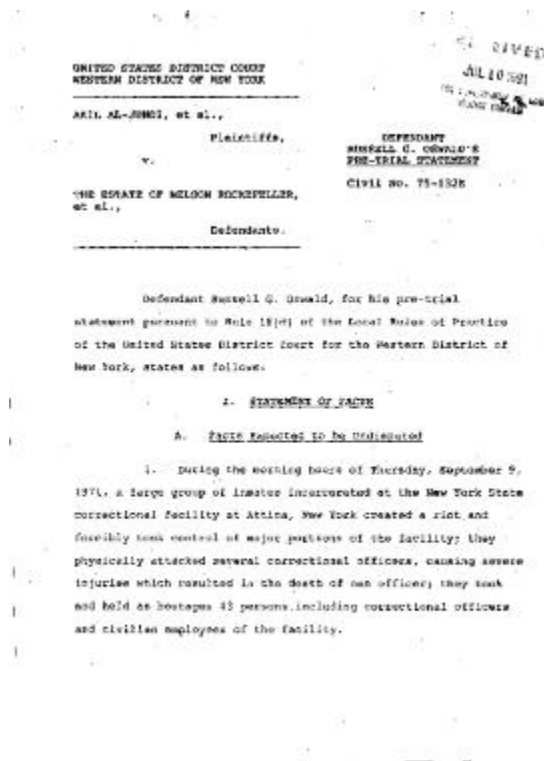 UNITED STATES DISTRICT COURT
WESTERN DISTRICT OF NEW YORK
AKIL AL-JUNDI, et al.,
Plaintiffs,
v.
THE ESTATE OF NELSON ROCKEFELLER,
et al.,
Defendants.
DEFENDANT
RUSSELL G. OSWALD'S
PRE-TRIAL STATEMENT
Civil No. 75-132E
JUL 10 1981
Defendant Russell G. Oswald, for his pre-trial
statement pursuant to Rule of the Local Rules of Practice
of the United States District Court for the Western District of
New York, states as follows:
I. STATEMENT OF FACTS
A. Facts Expected to be Undisputed
1. During the morning hours of Thursday, September 9,
1971, a large group of inmates incarcerated at the New York State
correctional facility at Attica, New York created a riot and
forcibly took control of major portions of the facility; they
physically attacked several correctional officers, causing severe
injuries which resulted in the death of one officer; they took
and held as hostages 43 persons, including correctional officers
and civilian employees of the facility.